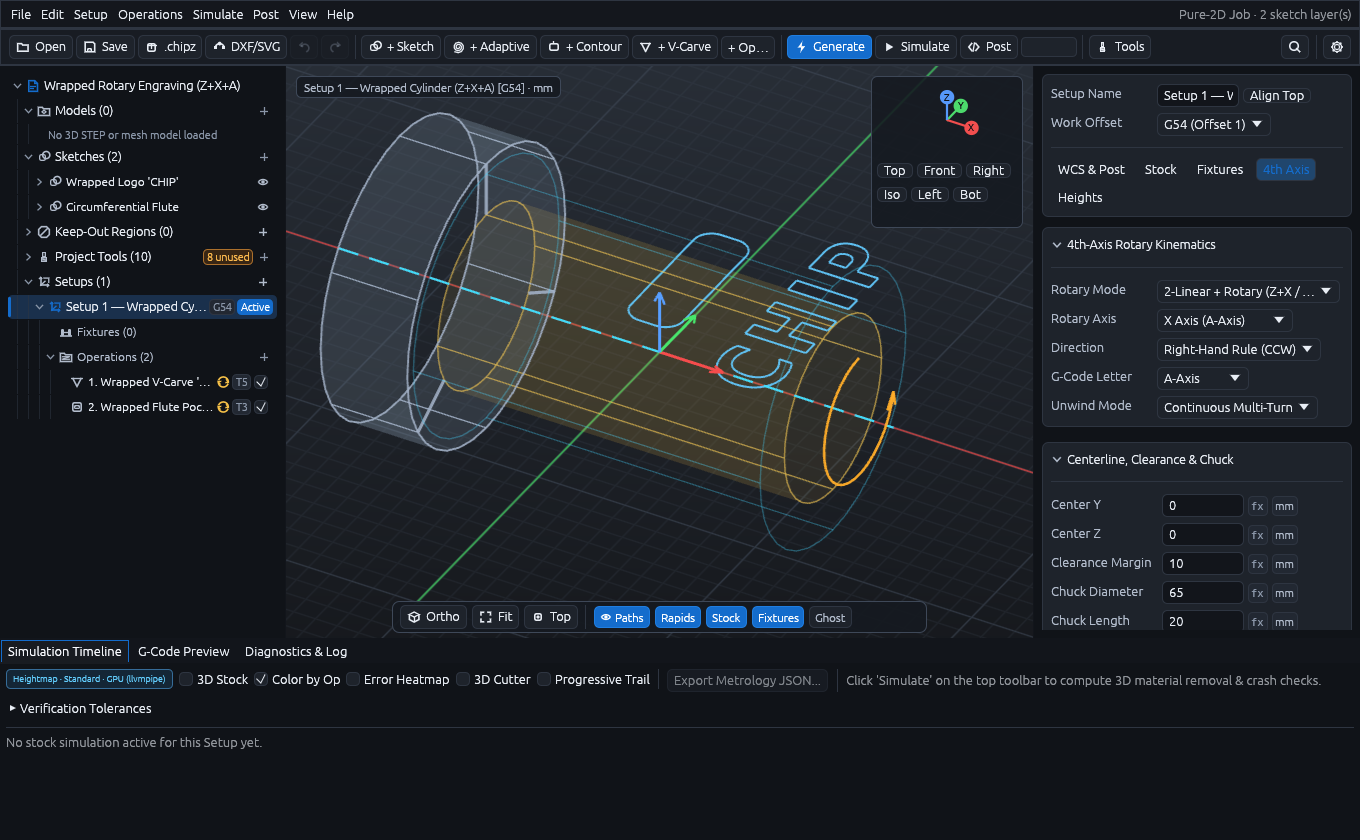 File Edit Setup Operations Simulate Post View Help
Pure-2D Job · 2 sketch layer(s)
Open Save .chipz DXF/SVG + Sketch + Adaptive + Contour + V-Carve + Op... Generate Simulate Post Tools
Wrapped Rotary Engraving (Z+X+A)
Models (0) +
No 3D STEP or mesh model loaded
Sketches (2) +
Wrapped Logo 'CHIP'
Circumferential Flute
Keep-Out Regions (0) +
Project Tools (10) 8 unused +
Setups (1) +
Setup 1 — Wrapped Cy... G54 Active
Fixtures (0)
Operations (2) +
1. Wrapped V-Carve '... T5
2. Wrapped Flute Poc... T3
Setup 1 — Wrapped Cylinder (Z+X+A) [G54] · mm
CHIP
Z
Y
X
Top Front Right
Iso Left Bot
Ortho Fit Top Paths Rapids Stock Fixtures Ghost
Setup Name Setup 1 — W Align Top
Work Offset G54 (Offset 1)
WCS & Post Stock Fixtures 4th Axis
Heights
4th-Axis Rotary Kinematics
Rotary Mode 2-Linear + Rotary (Z+X / ...
Rotary Axis X Axis (A-Axis)
Direction Right-Hand Rule (CCW)
G-Code Letter A-Axis
Unwind Mode Continuous Multi-Turn
Centerline, Clearance & Chuck
Center Y 0 fx mm
Center Z 0 fx mm
Clearance Margin 10 fx mm
Chuck Diameter 65 fx mm
Chuck Length 20 fx mm
Simulation Timeline G-Code Preview Diagnostics & Log
Heightmap · Standard · GPU (llvmpipe) 3D Stock Color by Op Error Heatmap 3D Cutter Progressive Trail Export Metrology JSON... Click 'Simulate' on the top toolbar to compute 3D material removal & crash checks.
Verification Tolerances
No stock simulation active for this Setup yet.